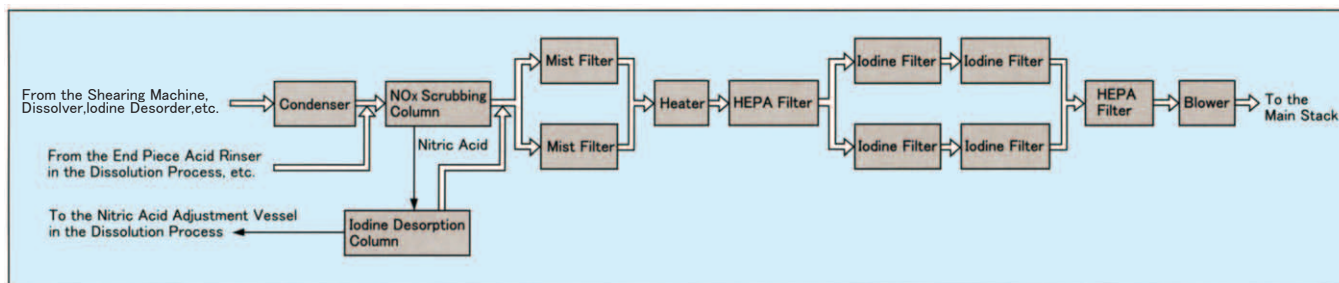 From the Shearing Machine,
Dissolver,Iodine Desorder,etc.
Condenser
NOx Scrubbing
Column
Mist Filter
Mist Filter
Heater
HEPA Filter
Iodine Filter
Iodine Filter
Iodine Filter
Iodine Filter
HEPA
Filter
Blower
To the
Main Stack
From the End Piece Acid Rinser
in the Dissolution Process, etc.
Nitric Acid
To the Nitric Acid Adjustment Vessel
in the Dissolution Process
Iodine Desorption
Column